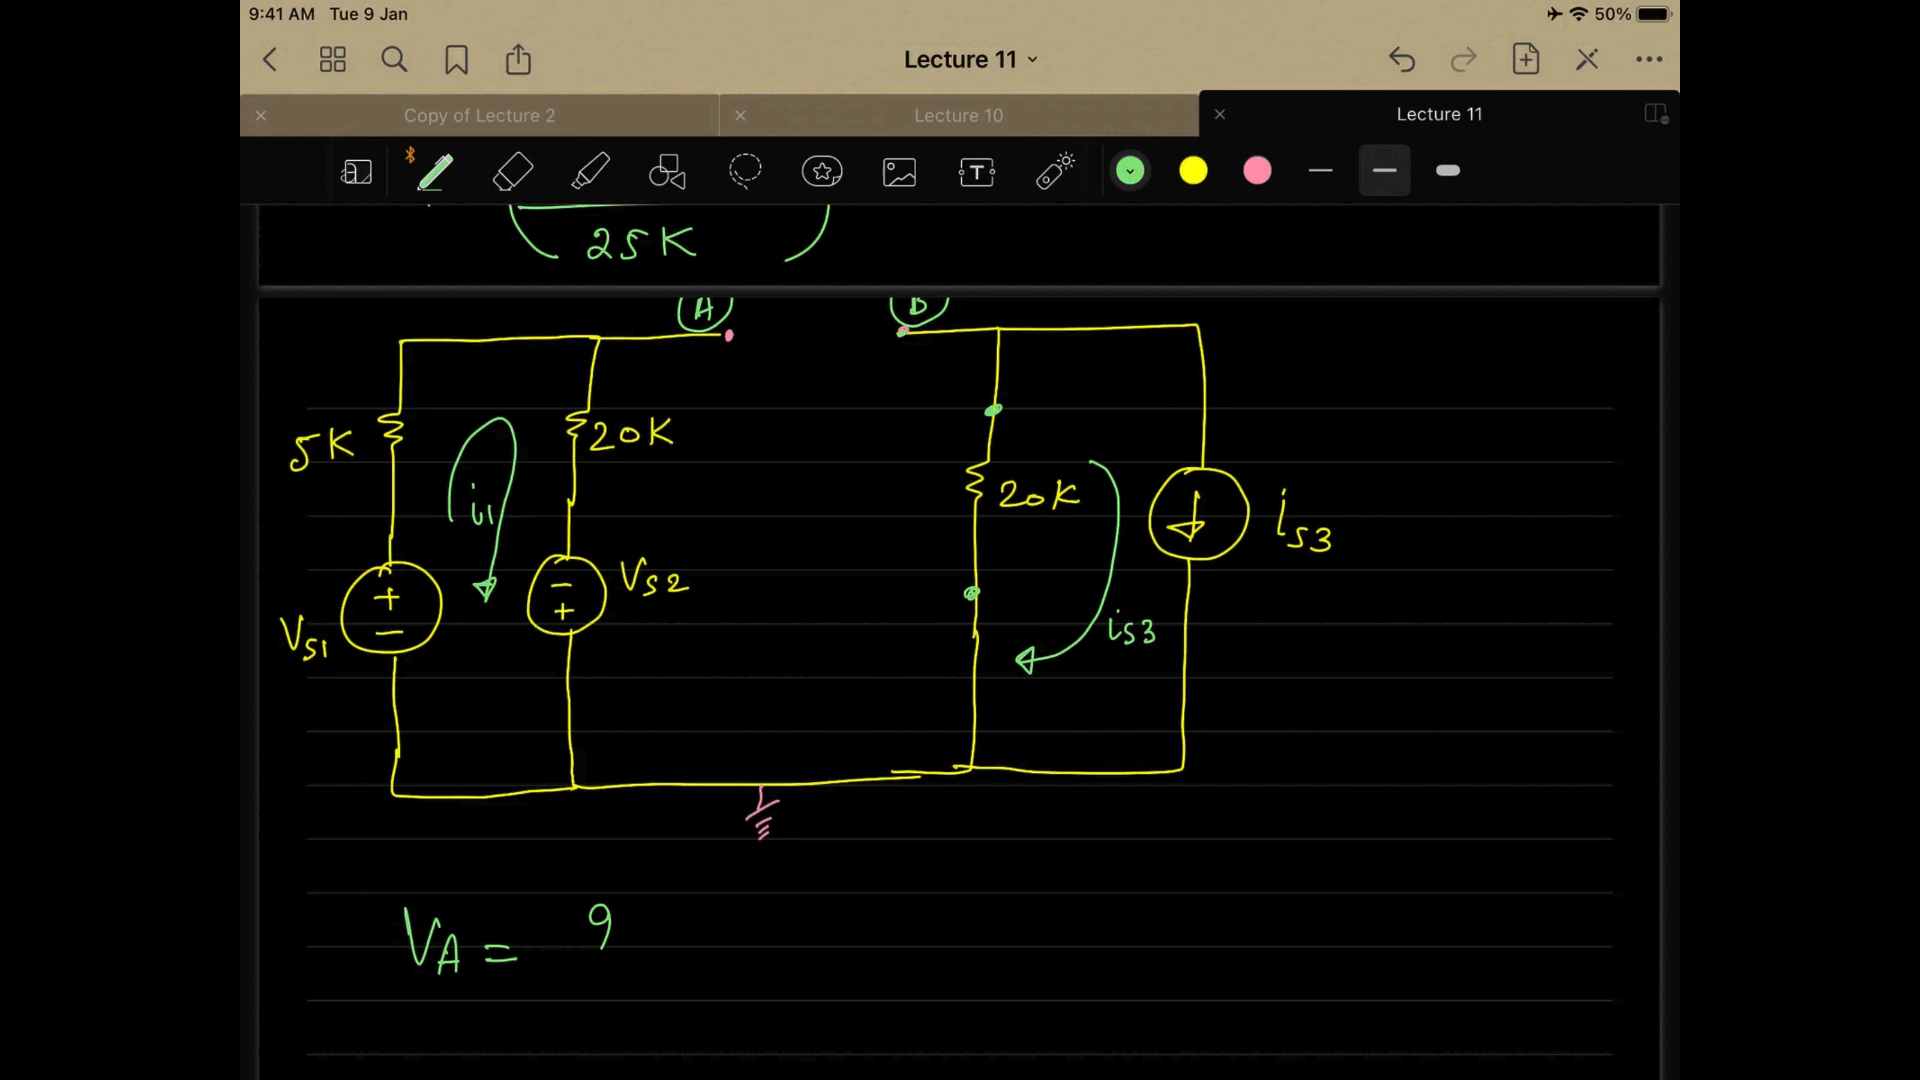 9:41 AM Tue 9 Jan
50%
Lecture 11
Copy of Lecture 2
Lecture 10
Lecture 11
T
25K
A
B
5K
i1
20K
20K
is3
Vs1
+
−
−
+
Vs2
is3
VA = 9